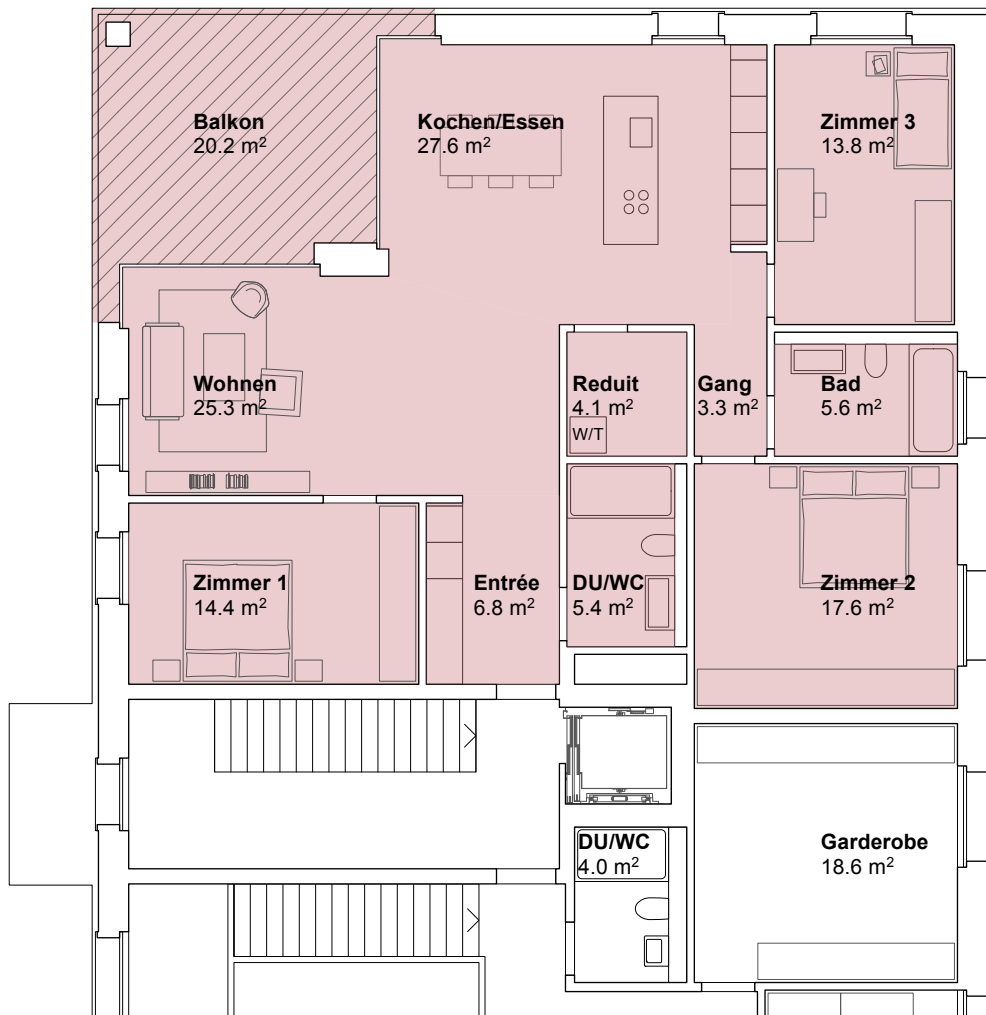 Balkon
20.2 m²
Kochen/Essen
27.6 m²
Zimmer 3
13.8 m²
Wohnen
25.3 m²
Reduit
4.1 m²
W/T
Gang
3.3 m²
Bad
5.6 m²
Zimmer 1
14.4 m²
Entrée
6.8 m²
DU/WC
5.4 m²
Zimmer 2
17.6 m²
DU/WC
4.0 m²
Garderobe
18.6 m²